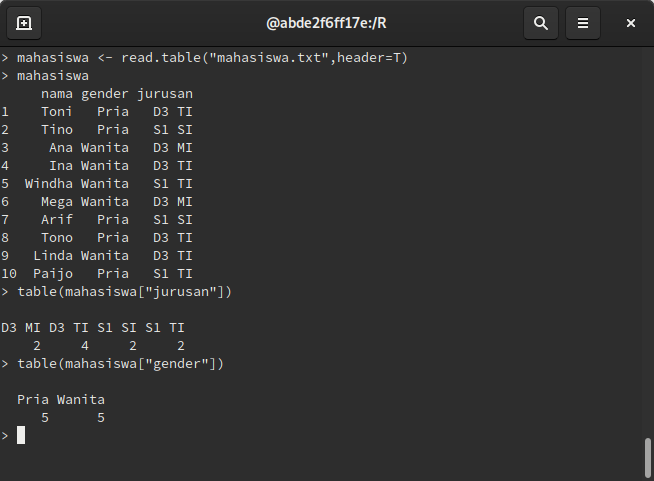 @abde2f6ff17e:/R
> mahasiswa <- read.table("mahasiswa.txt",header=T)
> mahasiswa
     nama gender jurusan
1    Toni   Pria   D3 TI
2    Tino   Pria   S1 SI
3     Ana Wanita   D3 MI
4     Ina Wanita   D3 TI
5  Windha Wanita   S1 TI
6    Mega Wanita   D3 MI
7    Arif   Pria   S1 SI
8    Tono   Pria   D3 TI
9   Linda Wanita   D3 TI
10  Paijo   Pria   S1 TI
> table(mahasiswa["jurusan"])
D3 MI D3 TI S1 SI S1 TI
    2     4     2     2
> table(mahasiswa["gender"])
  Pria Wanita
     5      5
>